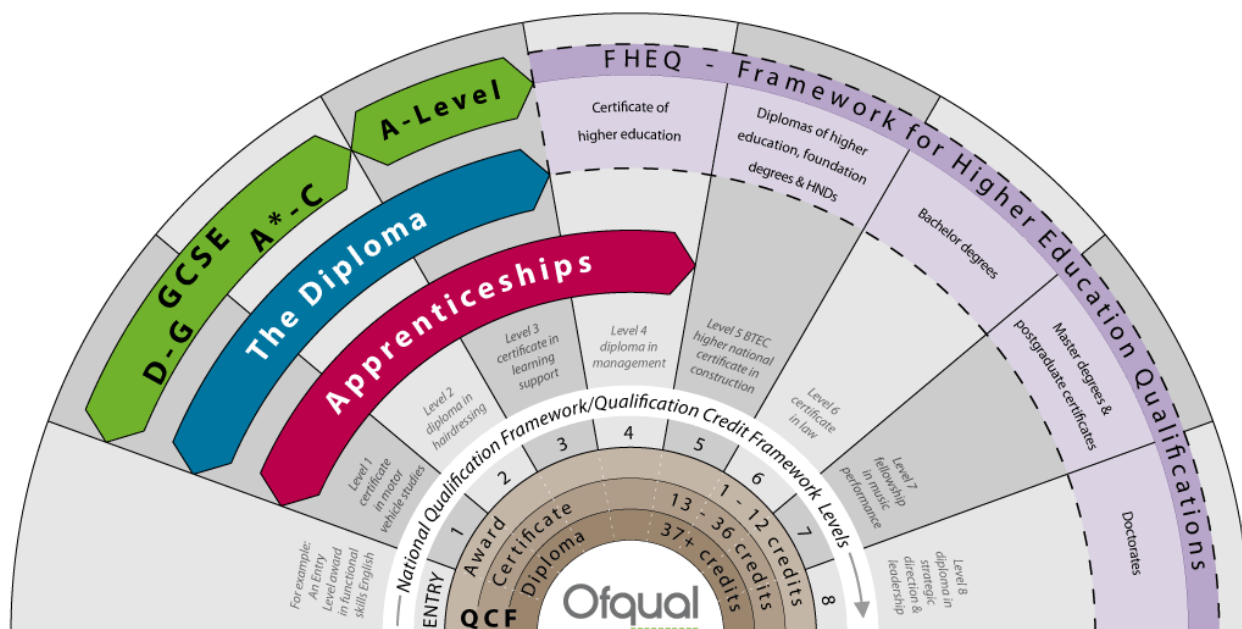 FHEQ - Framework for Higher Education Qualifications
Certificate of
higher education
Diplomas of higher
education, foundation
degrees & HNDs
Bachelor degrees
Master degrees &
postgraduate certificates
Doctorates
A-Level
GCSE
D-G A*-C
The Diploma
Apprenticeships
For example:
An Entry
Level award
in functional
skills English
Level 1
certificate
in motor
vehicle studies
Level 2
diploma in
hairdressing
Level 3
certificate in
learning
support
Level 4
diploma in
management
Level 5 BTEC
higher national
certificate in
construction
Level 6
certificate
in law
Level 7
fellowship
in music
performance
Level 8
diploma in
strategic
direction &
leadership
National Qualification Framework/Qualification Credit Framework Levels
ENTRY
1
2
3
4
5
6
7
8
Award
1 - 12 credits
Certificate
13 - 36 credits
Diploma
37+ credits
QCF
Ofqual